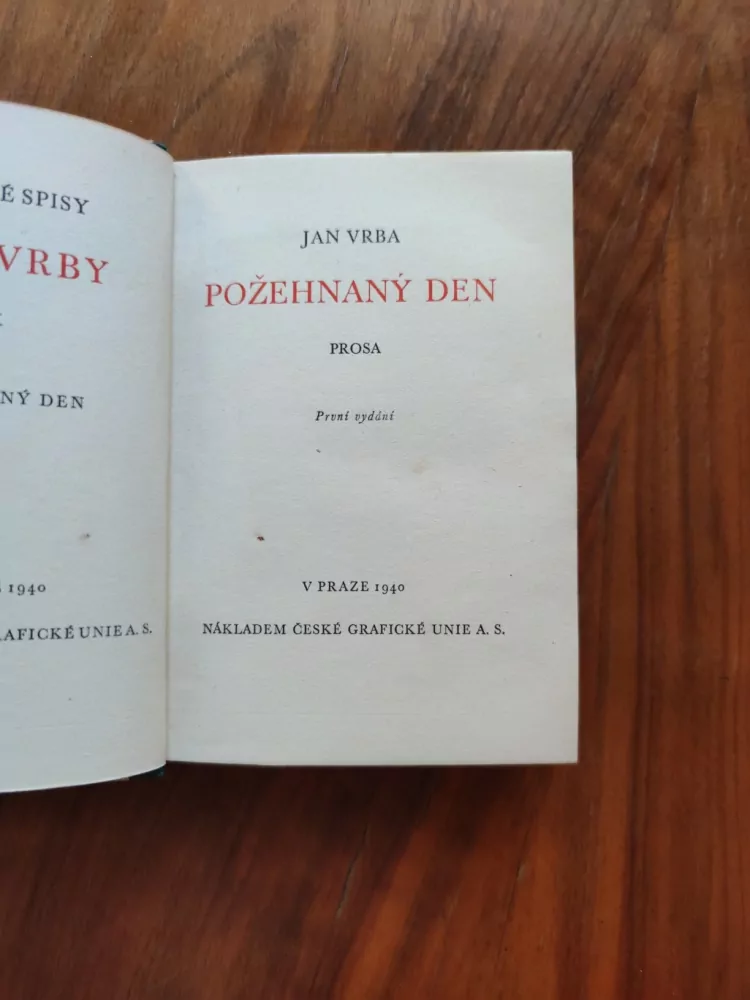 É SPISY
VRBY
NÝ DEN
1940
RAFICKÉ UNIE A. S.
JAN VRBA
POŽEHNANÝ DEN
PROSA
První vydání
V PRAZE 1940
NÁKLADEM ČESKÉ GRAFICKÉ UNIE A. S.